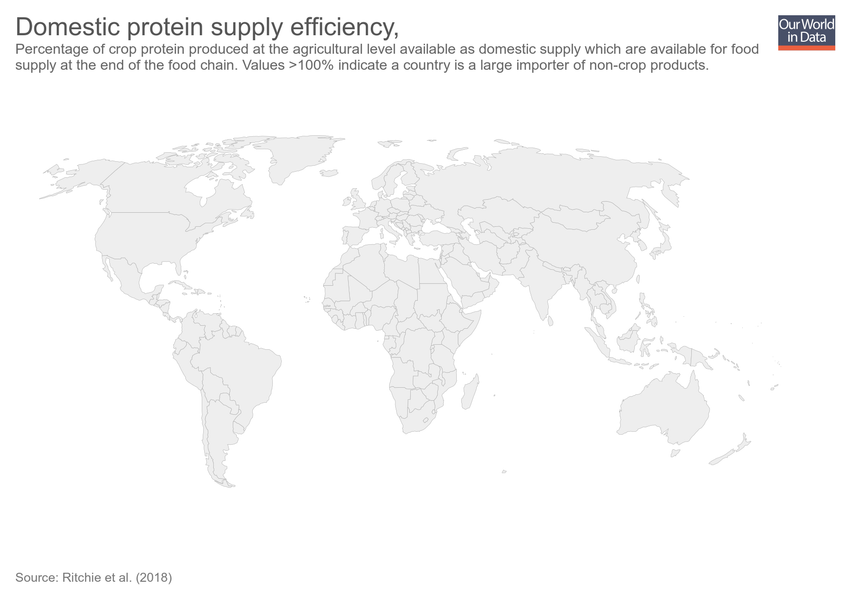 Domestic protein supply efficiency,
Percentage of crop protein produced at the agricultural level available as domestic supply which are available for food
supply at the end of the food chain. Values >100% indicate a country is a large importer of non-crop products.
Our World
in Data
Source: Ritchie et al. (2018)